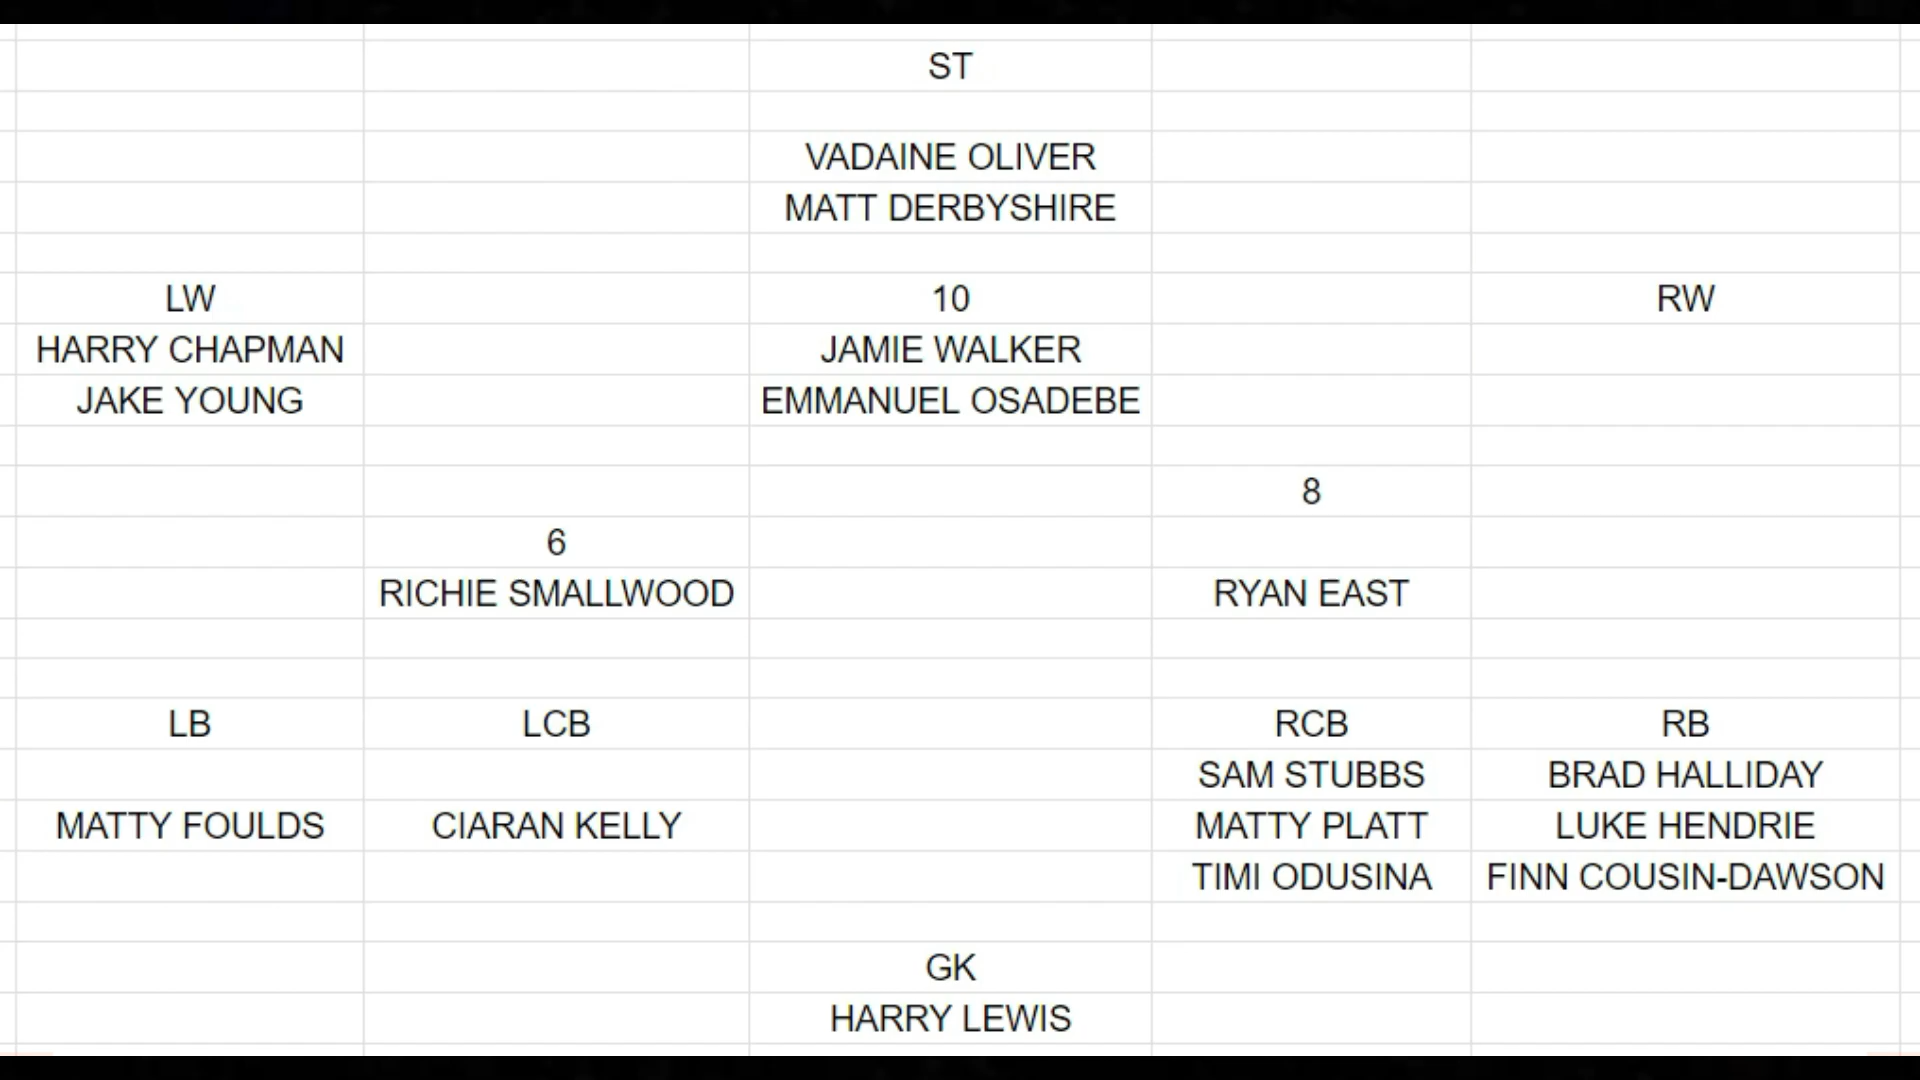 ST
VADAINE OLIVER
MATT DERBYSHIRE
LW 10 RW
HARRY CHAPMAN JAMIE WALKER
JAKE YOUNG EMMANUEL OSADEBE
8
6
RICHIE SMALLWOOD RYAN EAST
LB LCB RCB RB
SAM STUBBS BRAD HALLIDAY
MATTY FOULDS CIARAN KELLY MATTY PLATT LUKE HENDRIE
TIMI ODUSINA FINN COUSIN-DAWSON
GK
HARRY LEWIS